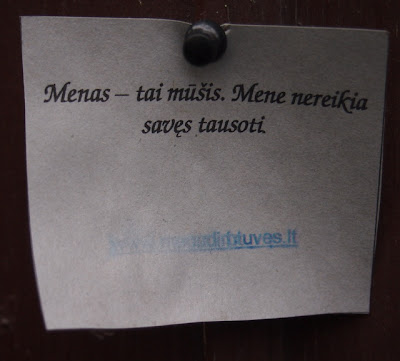 Menas – tai mūšis. Mene nereikia
savęs tausoti.